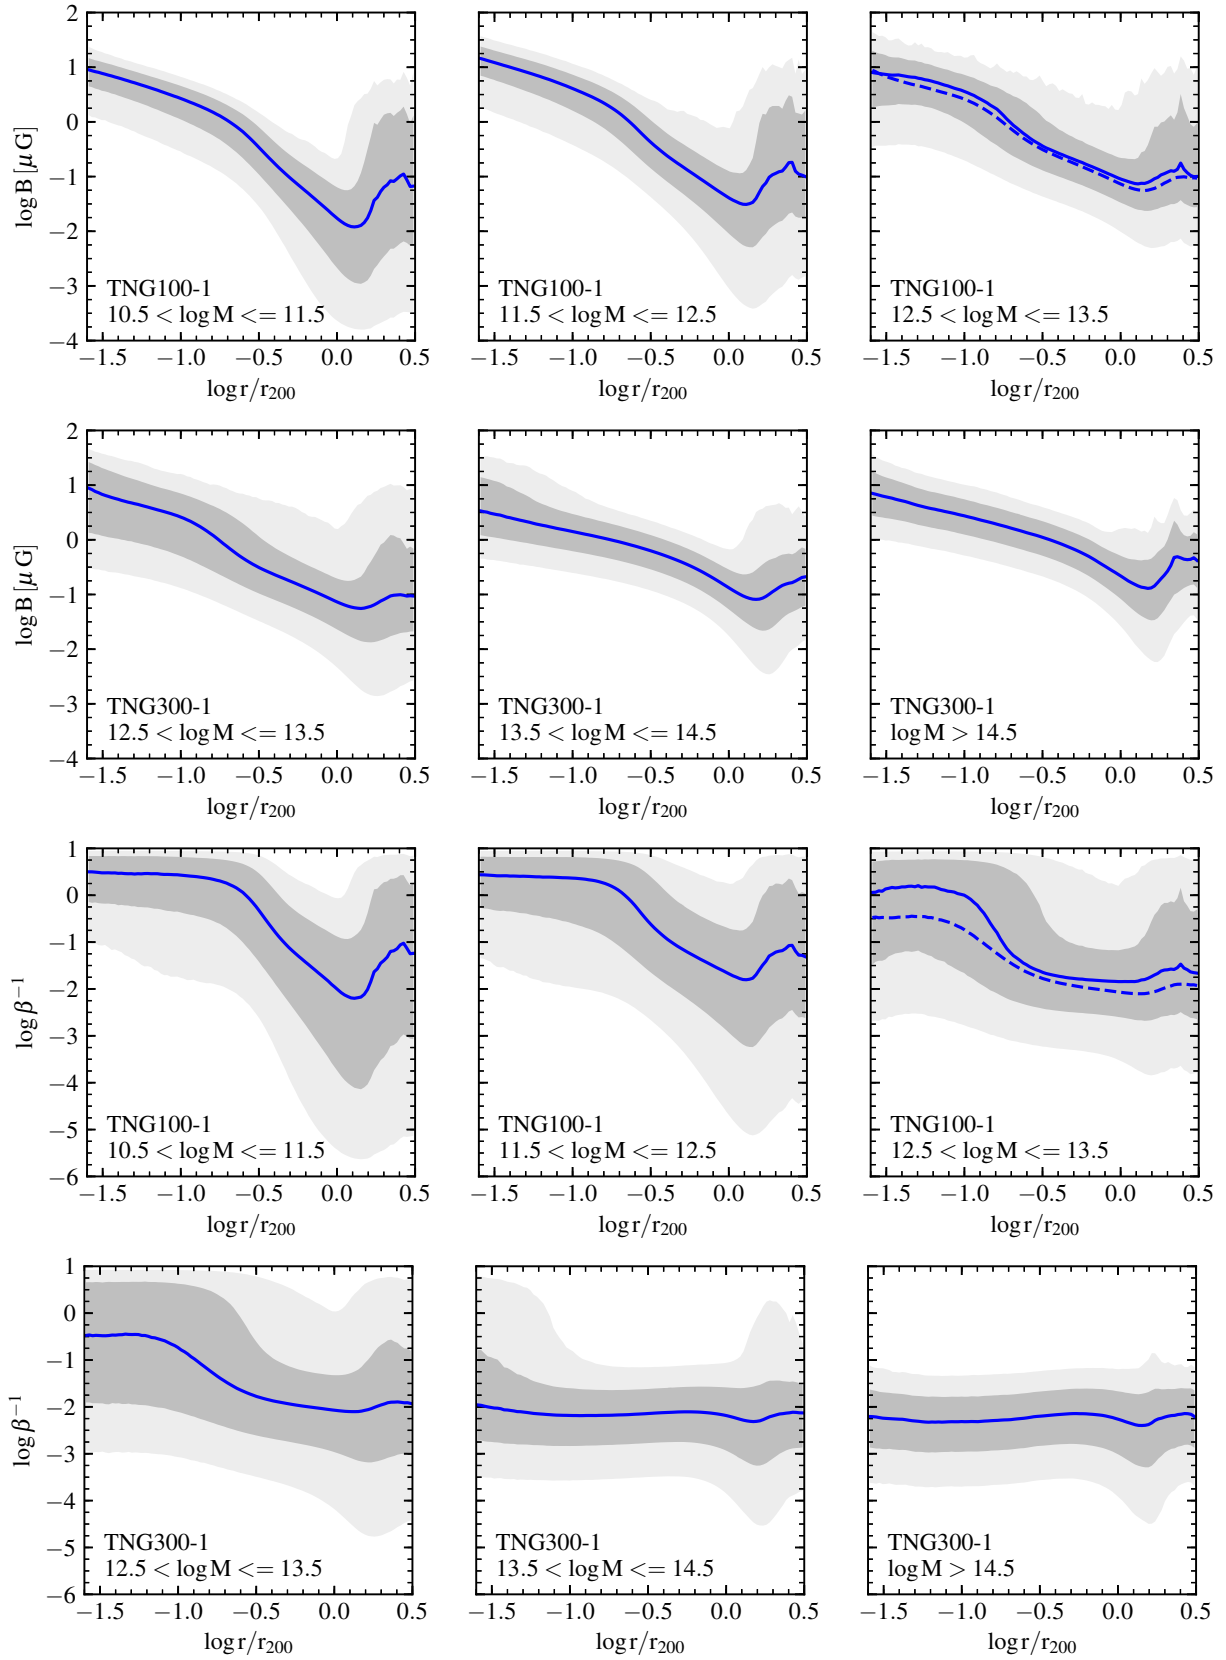 2
1
0
−1
−2
−3
−4
log B [μ G]
TNG100-1
10.5 < log M <= 11.5
−1.5 −1.0 −0.5 0.0 0.5
log r/r200
TNG100-1
11.5 < log M <= 12.5
−1.5 −1.0 −0.5 0.0 0.5
log r/r200
TNG100-1
12.5 < log M <= 13.5
−1.5 −1.0 −0.5 0.0 0.5
log r/r200
2
1
0
−1
−2
−3
−4
log B [μ G]
TNG300-1
12.5 < log M <= 13.5
−1.5 −1.0 −0.5 0.0 0.5
log r/r200
TNG300-1
13.5 < log M <= 14.5
−1.5 −1.0 −0.5 0.0 0.5
log r/r200
TNG300-1
log M > 14.5
−1.5 −1.0 −0.5 0.0 0.5
log r/r200
1
0
−1
−2
−3
−4
−5
−6
log β−1
TNG100-1
10.5 < log M <= 11.5
−1.5 −1.0 −0.5 0.0 0.5
log r/r200
TNG100-1
11.5 < log M <= 12.5
−1.5 −1.0 −0.5 0.0 0.5
log r/r200
TNG100-1
12.5 < log M <= 13.5
−1.5 −1.0 −0.5 0.0 0.5
log r/r200
1
0
−1
−2
−3
−4
−5
−6
log β−1
TNG300-1
12.5 < log M <= 13.5
−1.5 −1.0 −0.5 0.0 0.5
log r/r200
TNG300-1
13.5 < log M <= 14.5
−1.5 −1.0 −0.5 0.0 0.5
log r/r200
TNG300-1
log M > 14.5
−1.5 −1.0 −0.5 0.0 0.5
log r/r200